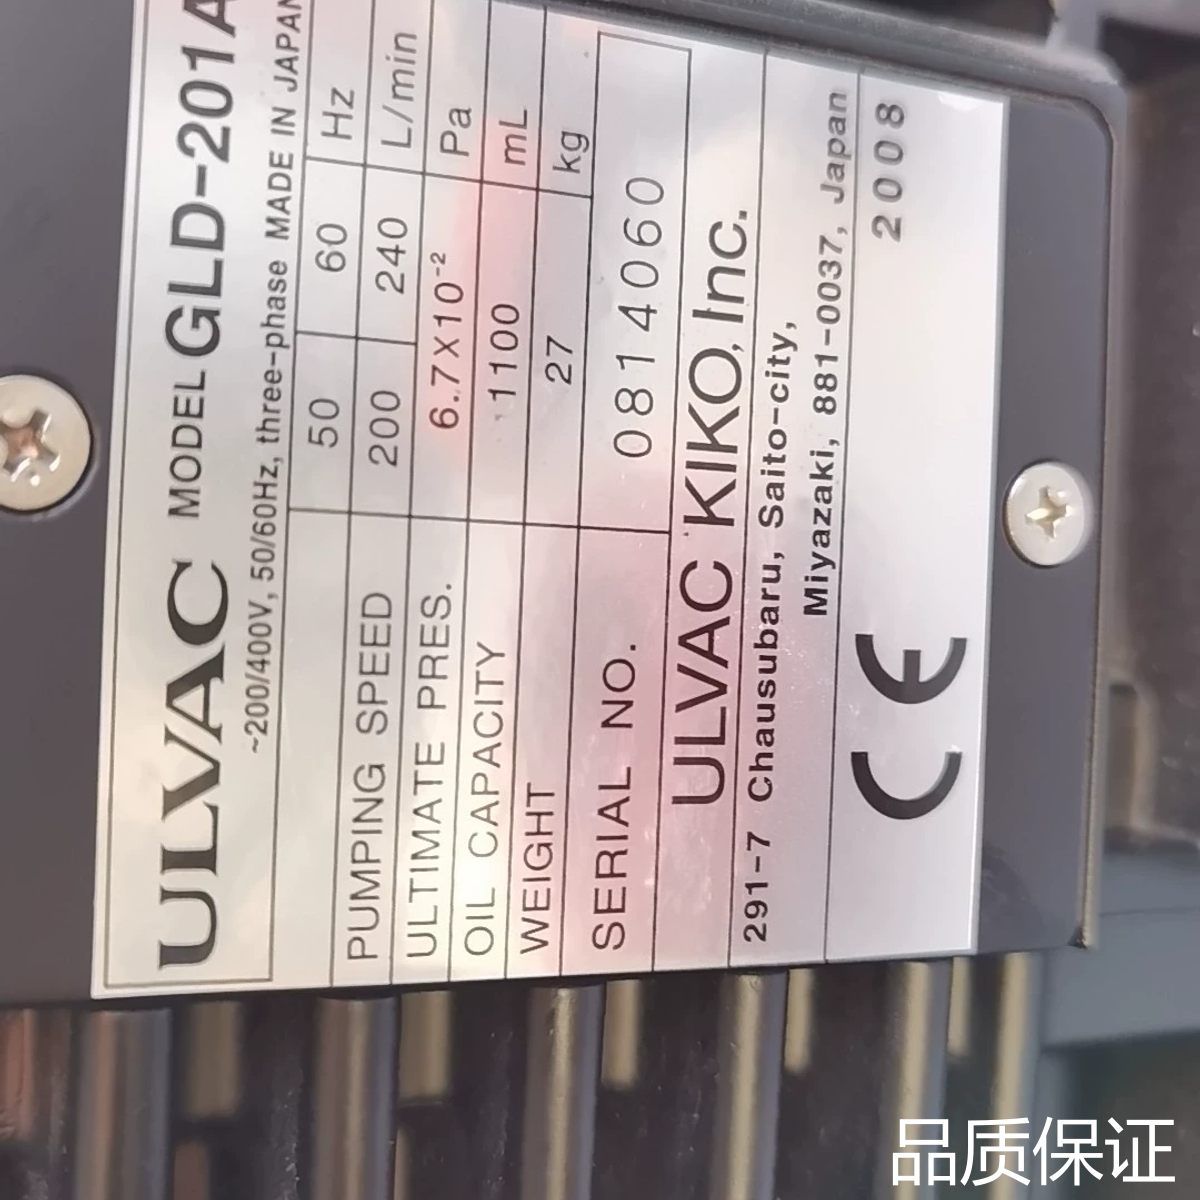 ULVAC MODEL GLD-201A
~200/400V, 50/60Hz, three-phase MADE IN JAPAN
50 60 Hz
PUMPING SPEED 200 240 L/min
ULTIMATE PRES. 6.7X10⁻² Pa
OIL CAPACITY 1100 mL
WEIGHT 27 kg
SERIAL NO. 0814060
ULVAC KIKO, Inc.
291-7 Chausubaru, Saito-city,
Miyazaki, 881-0037, Japan
CE 2008
品质保证